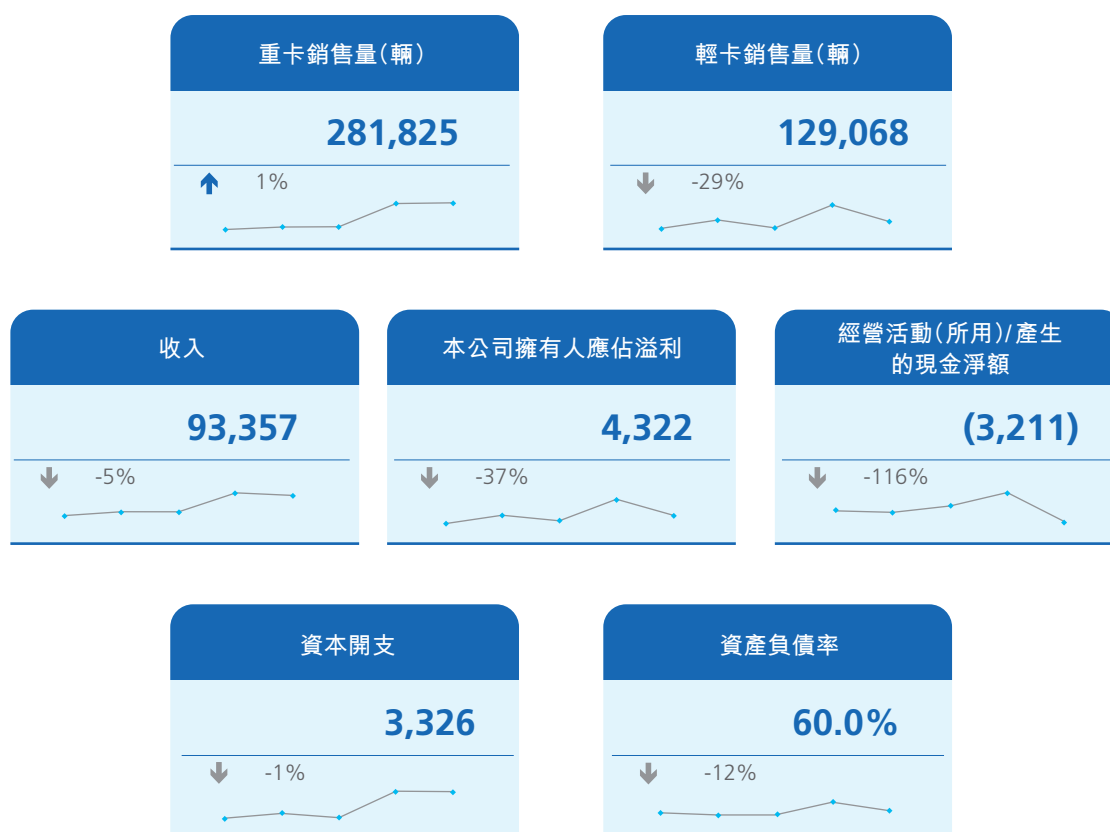 重卡銷售量(輛)
281,825
1%
輕卡銷售量(輛)
129,068
-29%
收入
93,357
-5%
本公司擁有人應佔溢利
4,322
-37%
經營活動(所用)/產生
的現金淨額
(3,211)
-116%
資本開支
3,326
-1%
資產負債率
60.0%
-12%